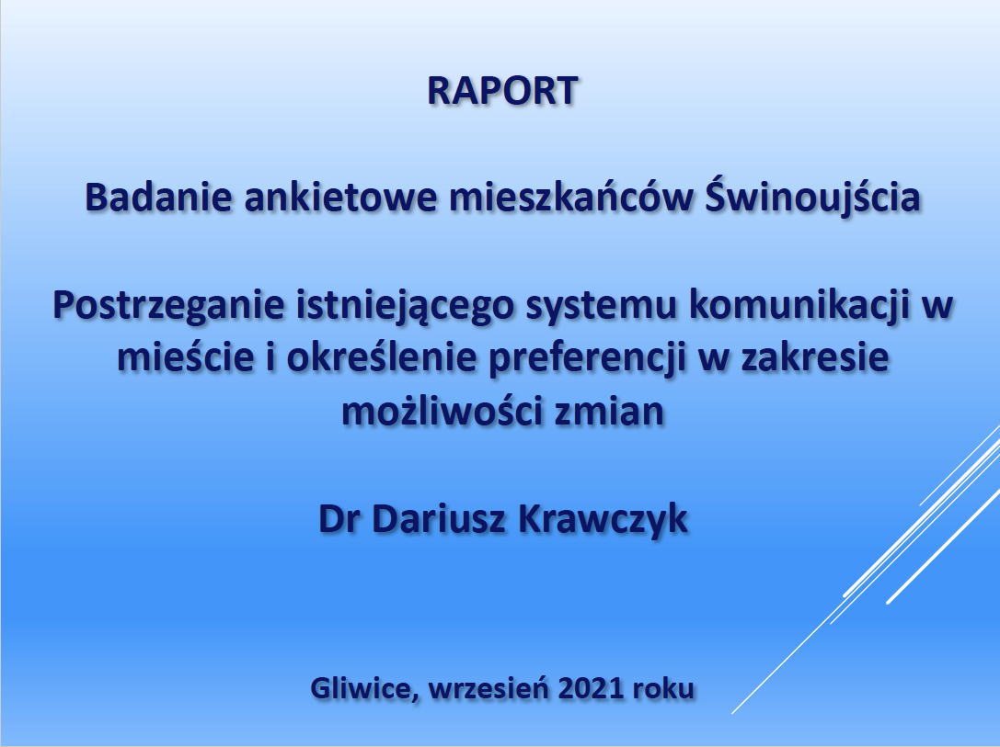 RAPORT
Badanie ankietowe mieszkańców Świnoujścia
Postrzeganie istniejącego systemu komunikacji w
mieście i określenie preferencji w zakresie
możliwości zmian
Dr Dariusz Krawczyk
Gliwice, wrzesień 2021 roku